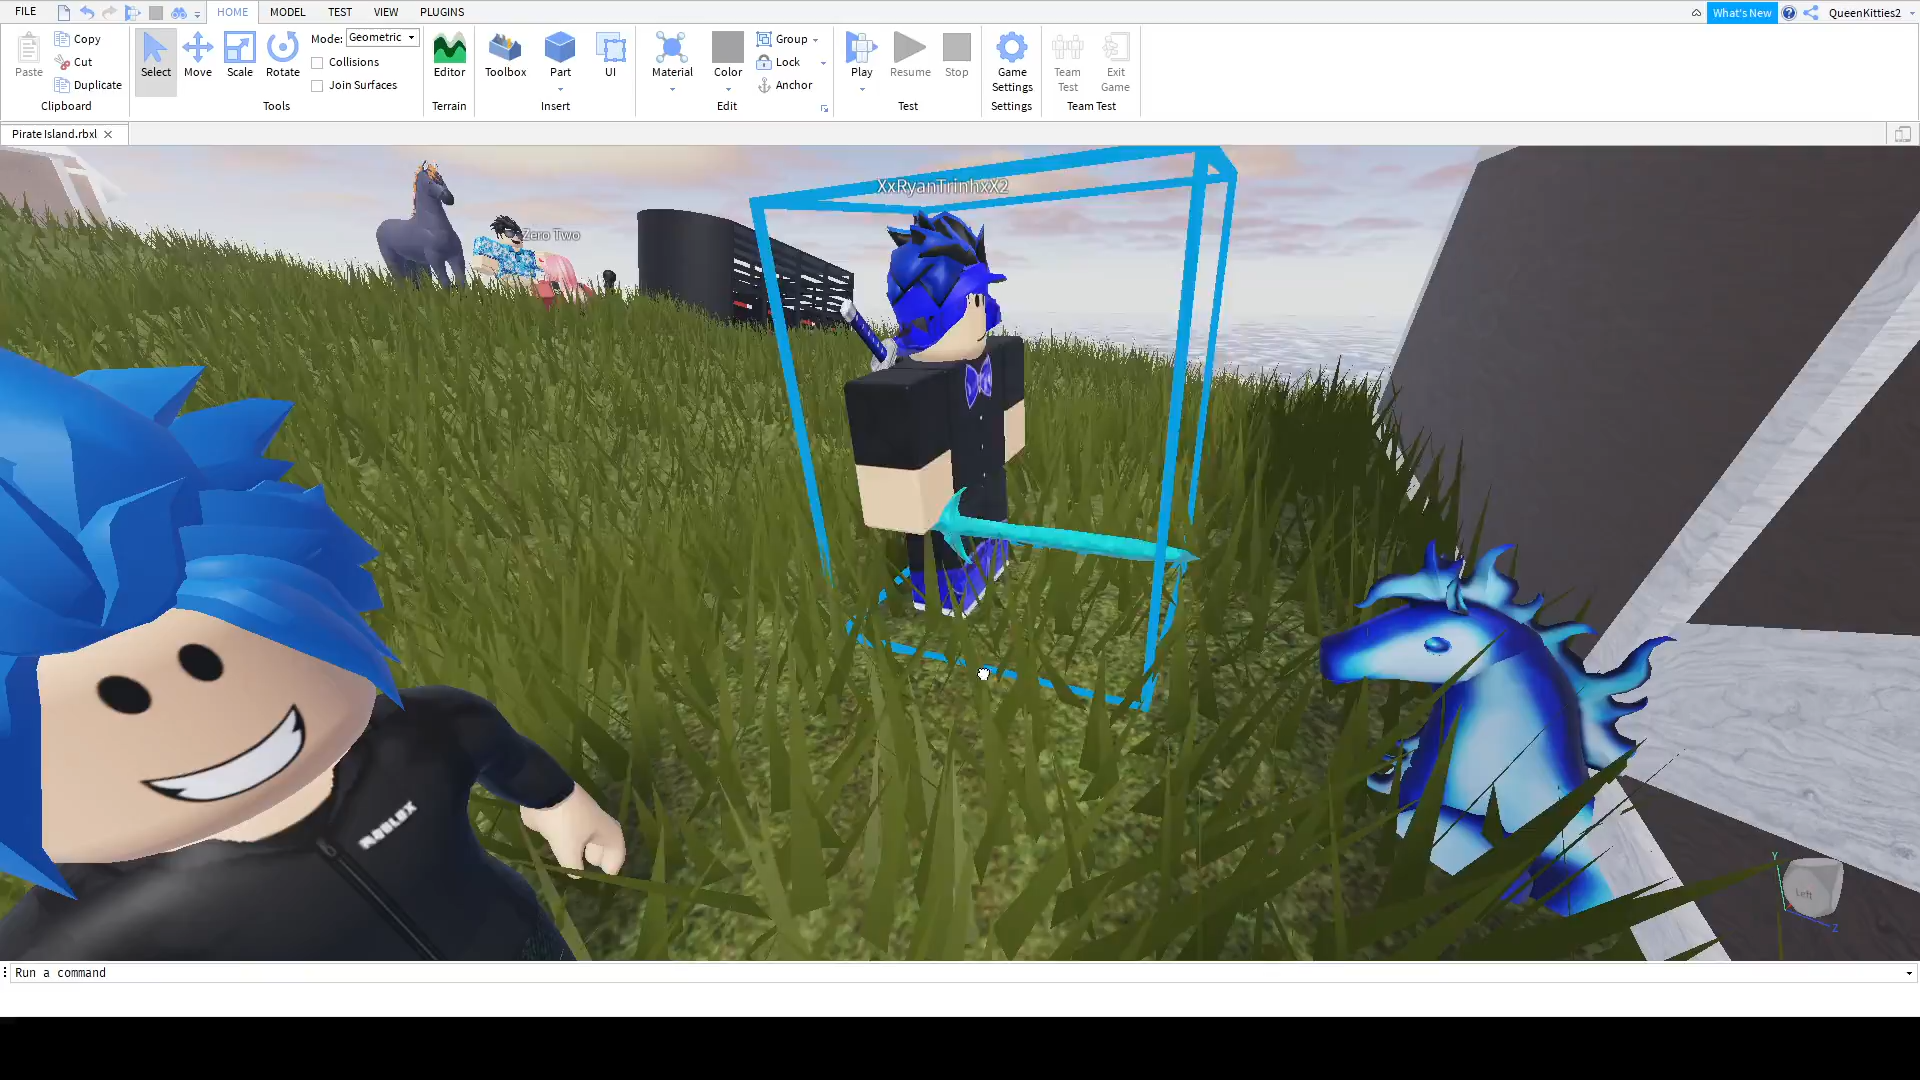 FILE HOME MODEL TEST VIEW PLUGINS What's New QueenKitties2
Paste Copy Cut Duplicate Clipboard
Select Move Scale Rotate Mode: Geometric Collisions Join Surfaces Tools
Editor Terrain
Toolbox Part UI Insert
Material Color Group Lock Anchor Edit
Play Resume Stop Test
Game Settings Settings
Team Test Exit Game Team Test
Pirate Island.rbxl
XxRyanTrinhxX2
Zero Two
ROBLOX
Y
Left
Z
Run a command